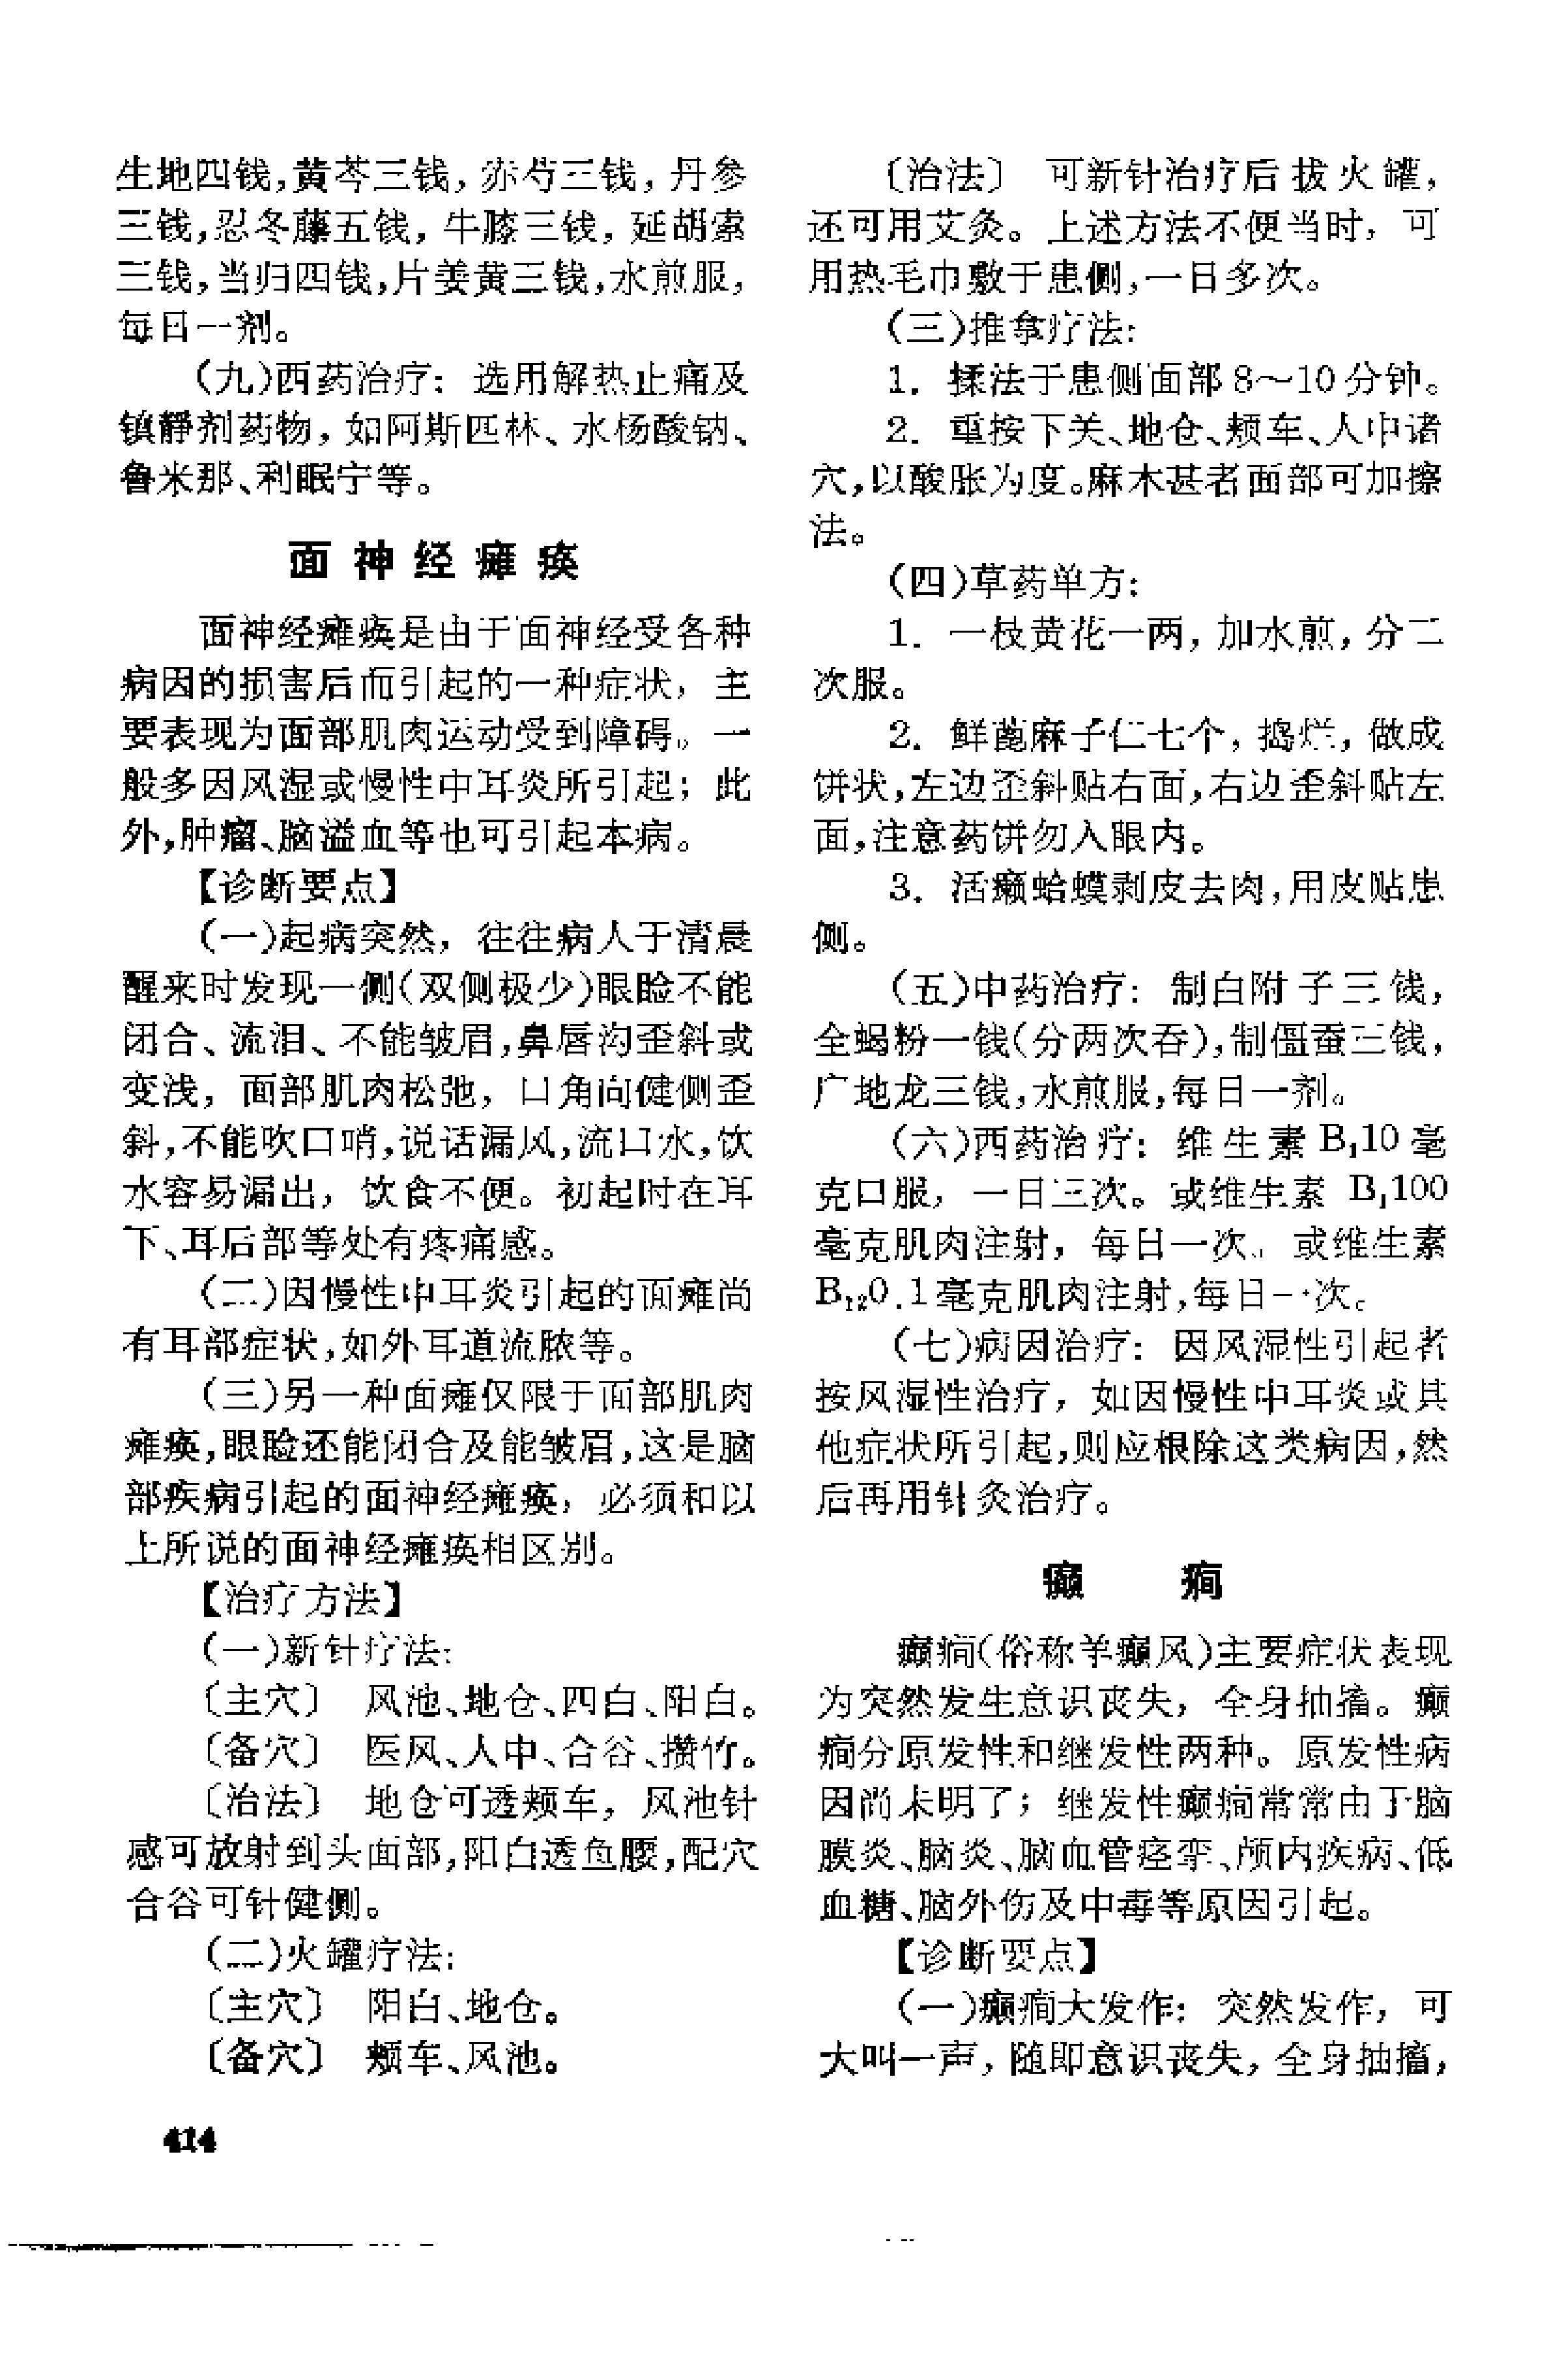 生地四钱,黄芩三钱,赤芍三钱,丹参
三钱,忍冬藤五钱,牛膝三钱,延胡索
三钱,当归四钱,片姜黄三钱,水煎服,
每日一剂。
(九)西药治疗：选用解热止痛及
镇静剂药物,如阿斯匹林、水杨酸钠、
鲁米那、利眠宁等。
面神经瘫痪
面神经瘫痪是由于面神经受各种
病因的损害后而引起的一种症状，主
要表现为面部肌肉运动受到障碍。一
般多因风湿或慢性中耳炎所引起；此
外,肿瘤、脑溢血等也可引起本病。
【诊断要点】
(一)起病突然，往往病人于清晨
醒来时发现一侧(双侧极少)眼睑不能
闭合、流泪、不能皱眉,鼻唇沟歪斜或
变浅，面部肌肉松弛，口角向健侧歪
斜,不能吹口哨,说话漏风,流口水,饮
水容易漏出，饮食不便。初起时在耳
下、耳后部等处有疼痛感。
(二)因慢性中耳炎引起的面瘫尚
有耳部症状,如外耳道流脓等。
(三)另一种面瘫仅限于面部肌肉
瘫痪,眼睑还能闭合及能皱眉,这是脑
部疾病引起的面神经瘫痪，必须和以
上所说的面神经瘫痪相区别。
【治疗方法】
(一)新针疗法：
〔主穴〕 风池、地仓、四白、阳白。
〔备穴〕 医风、人中、合谷、攒竹。
〔治法〕 地仓可透颊车，风池针
感可放射到头面部,阳白透鱼腰,配穴
合谷可针健侧。
(二)火罐疗法：
〔主穴〕 阳白、地仓。
〔备穴〕 颊车、风池。
414
〔治法〕 可新针治疗后拔火罐，
还可用艾灸。上述方法不便当时，可
用热毛巾敷于患侧,一日多次。
(三)推拿疗法：
1. 揉法于患侧面部8～10分钟。
2. 重按下关、地仓、颊车、人中诸
穴,以酸胀为度。麻木甚者面部可加擦
法。
(四)草药单方：
1. 一枝黄花一两，加水煎，分二
次服。
2. 鲜蓖麻子仁七个，捣烂，做成
饼状,左边歪斜贴右面,右边歪斜贴左
面,注意药饼勿入眼内。
3. 活癞蛤蟆剥皮去肉,用皮贴患
侧。
(五)中药治疗：制白附子三钱，
全蝎粉一钱(分两次吞),制僵蚕三钱，
广地龙三钱,水煎服,每日一剂。
(六)西药治疗：维生素B₁10毫
克口服，一日三次。或维生素 B₁100
毫克肌肉注射，每日一次。或维生素
B₁₂0.1毫克肌肉注射,每日一次。
(七)病因治疗：因风湿性引起者
按风湿性治疗，如因慢性中耳炎或其
他症状所引起,则应根除这类病因,然
后再用针灸治疗。
癫 痫
癫痫(俗称羊癫风)主要症状表现
为突然发生意识丧失，全身抽搐。癫
痫分原发性和继发性两种。原发性病
因尚未明了；继发性癫痫常常由于脑
膜炎、脑炎、脑血管痉挛、颅内疾病、低
血糖、脑外伤及中毒等原因引起。
【诊断要点】
(一)癫痫大发作：突然发作，可
大叫一声，随即意识丧失，全身抽搐，